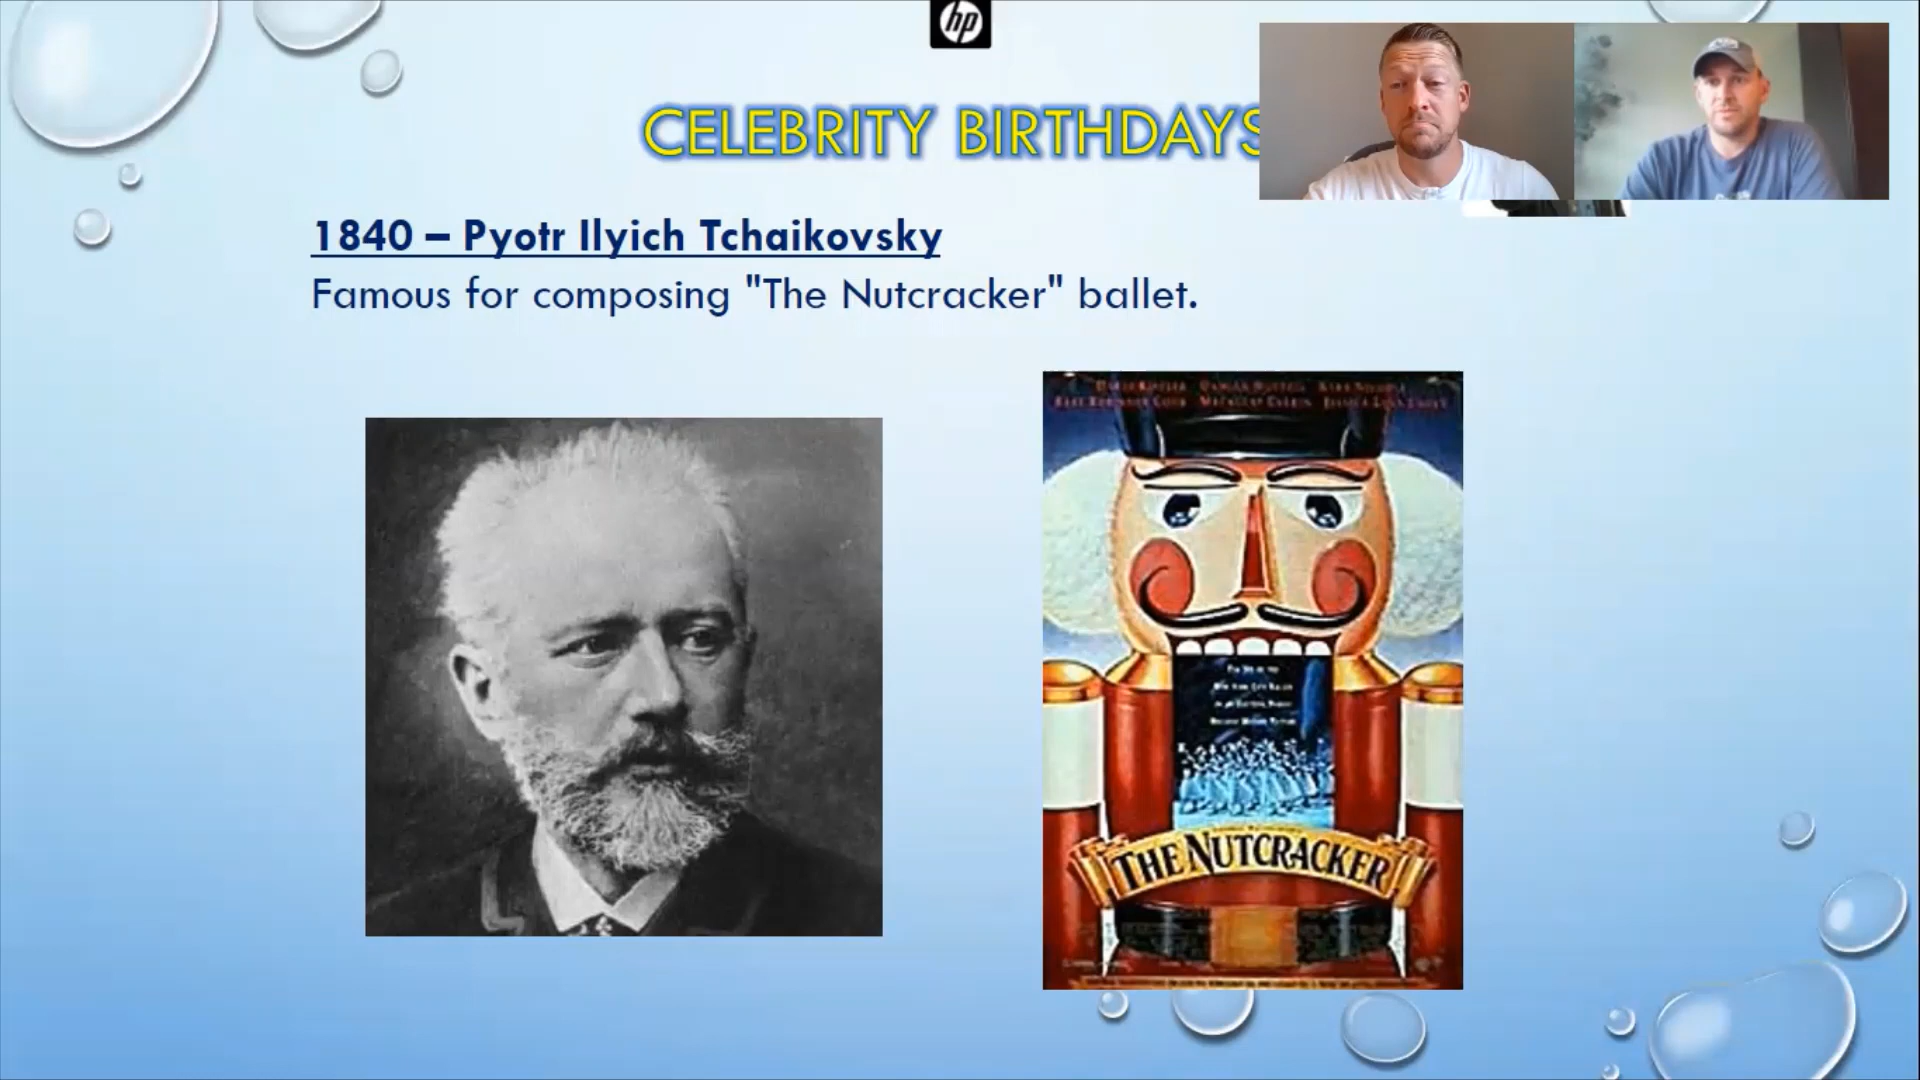 hp
CELEBRITY BIRTHDAYS
1840 – Pyotr Ilyich Tchaikovsky
Famous for composing "The Nutcracker" ballet.
THE NUTCRACKER